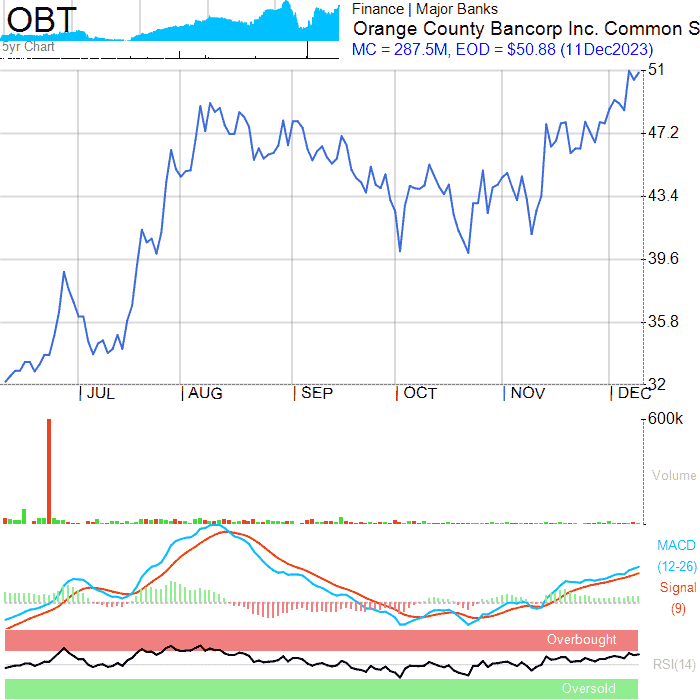 OBT
5yr Chart
Finance | Major Banks
Orange County Bancorp Inc. Common S
MC = 287.5M, EOD = $50.88 (11Dec2023)
51
47.2
43.4
39.6
35.8
32
JUL AUG SEP OCT NOV DEC
600k
Volume
MACD
(12-26)
Signal
(9)
Overbought
RSI(14)
Oversold